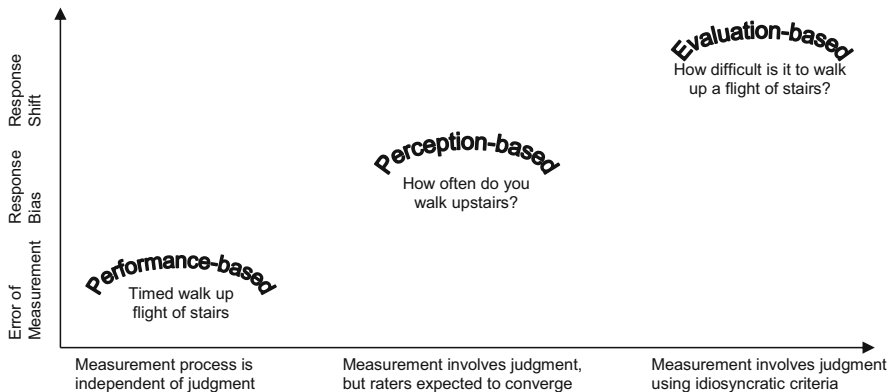 Evaluation-based
How difficult is it to walk
up a flight of stairs?
Response
Shift
Perception-based
How often do you
walk upstairs?
Response
Bias
Performance-based
Timed walk up
flight of stairs
Error of
Measurement
Measurement process is
independent of judgment
Measurement involves judgment,
but raters expected to converge
Measurement involves judgment
using idiosyncratic criteria